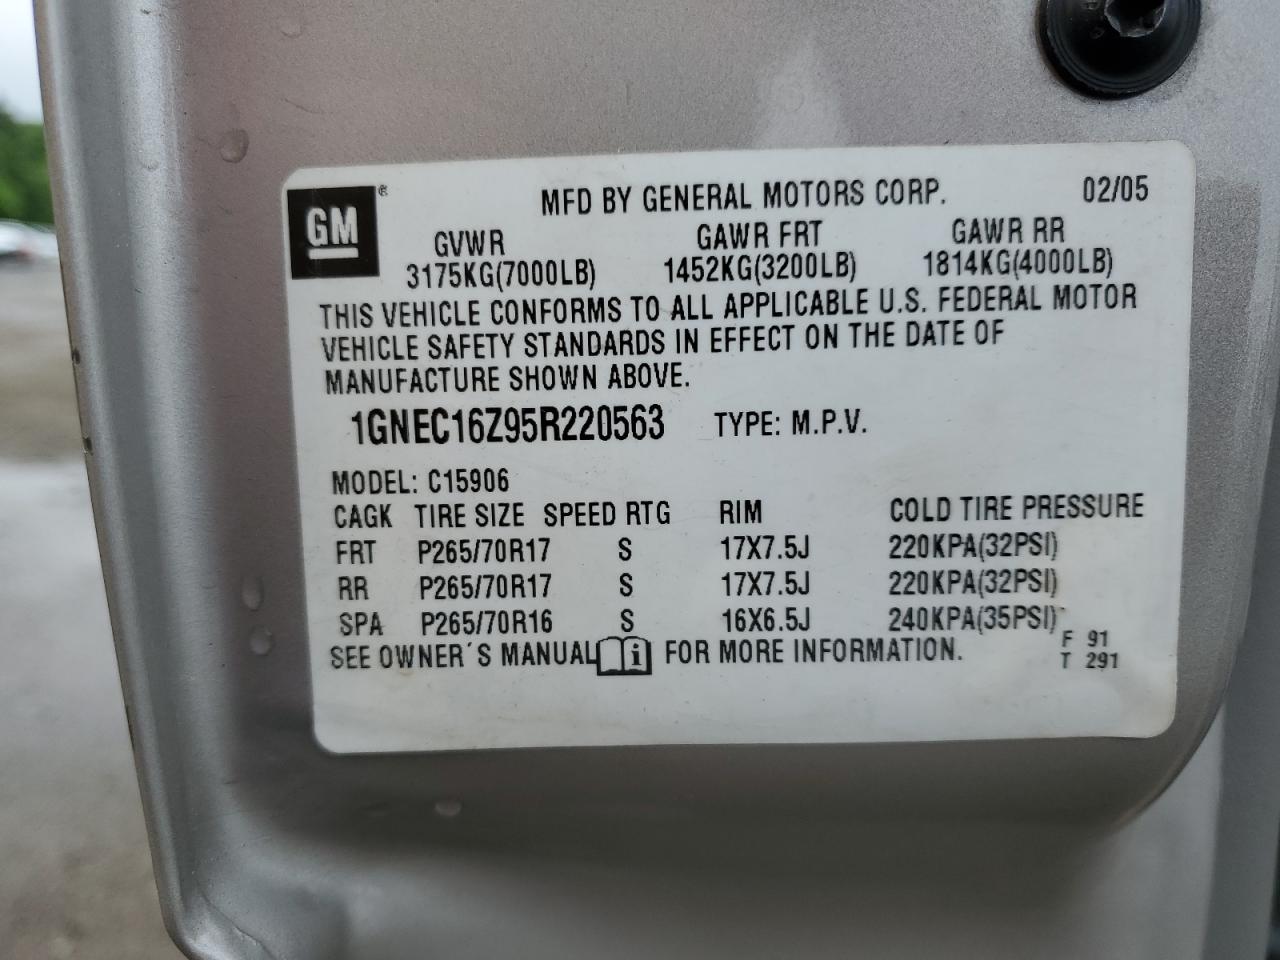 GM®
MFD BY GENERAL MOTORS CORP. 02/05
GVWR GAWR FRT GAWR RR
3175KG(7000LB) 1452KG(3200LB) 1814KG(4000LB)
THIS VEHICLE CONFORMS TO ALL APPLICABLE U.S. FEDERAL MOTOR
VEHICLE SAFETY STANDARDS IN EFFECT ON THE DATE OF
MANUFACTURE SHOWN ABOVE.
1GNEC16Z95R220563 TYPE: M.P.V.
MODEL: C15906
CAGK TIRE SIZE SPEED RTG RIM COLD TIRE PRESSURE
FRT P265/70R17 S 17X7.5J 220KPA(32PSI)
RR P265/70R17 S 17X7.5J 220KPA(32PSI)
SPA P265/70R16 S 16X6.5J 240KPA(35PSI)
SEE OWNER´S MANUAL i FOR MORE INFORMATION.
F 91
T 291